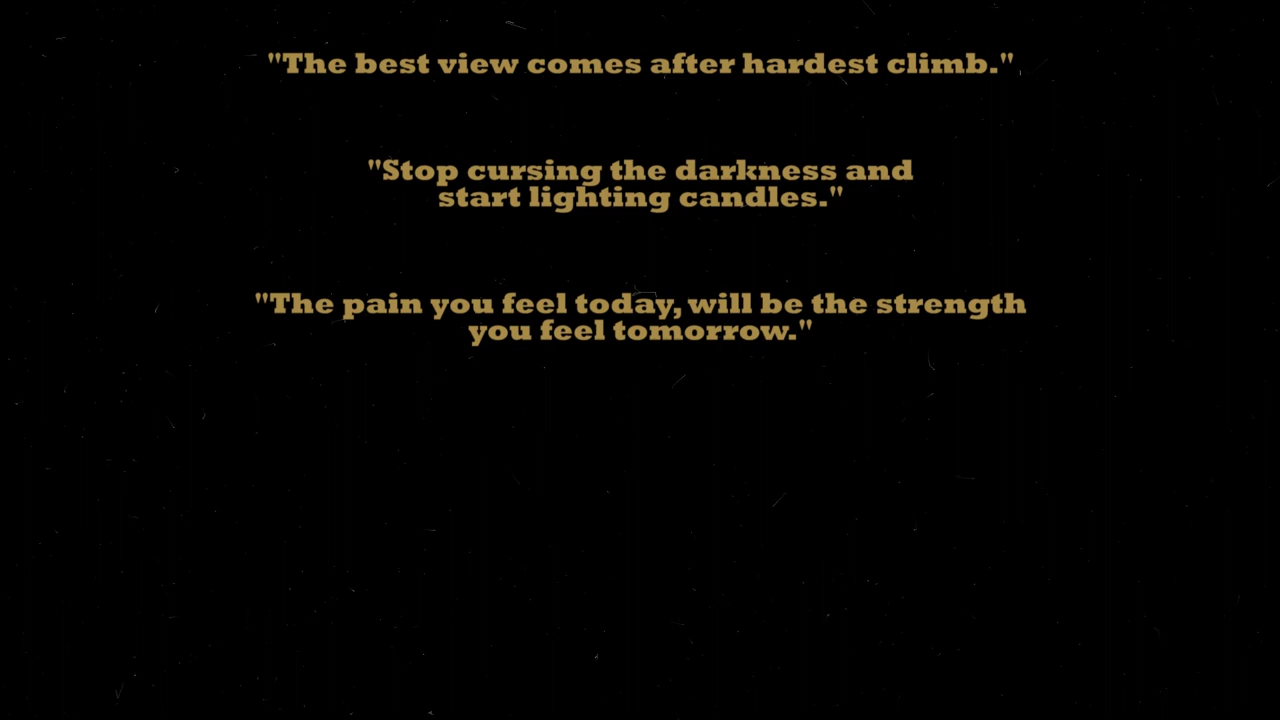 "The best view comes after hardest climb."
"Stop cursing the darkness and
start lighting candles."
"The pain you feel today, will be the strength
you feel tomorrow."